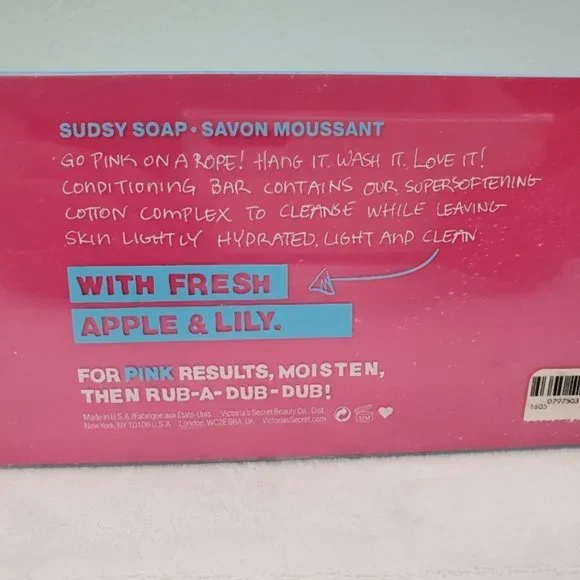 SUDSY SOAP • SAVON MOUSSANT
GO PINK ON A ROPE! HANG IT. WASH IT. LOVE IT!
CONDITIONING BAR CONTAINS OUR SUPERSOFTENING
COTTON COMPLEX TO CLEANSE WHILE LEAVING
SKIN LIGHTLY HYDRATED, LIGHT AND CLEAN
WITH FRESH
APPLE & LILY.
FOR PINK RESULTS, MOISTEN,
THEN RUB-A-DUB-DUB!
Made in U.S.A./Fabriqué aux États-Unis Victoria's Secret Beauty Co., Dist.
New York, NY 10106 U.S.A. London, WC2E 9BA, UK VictoriasSecret.com
0797503
1605